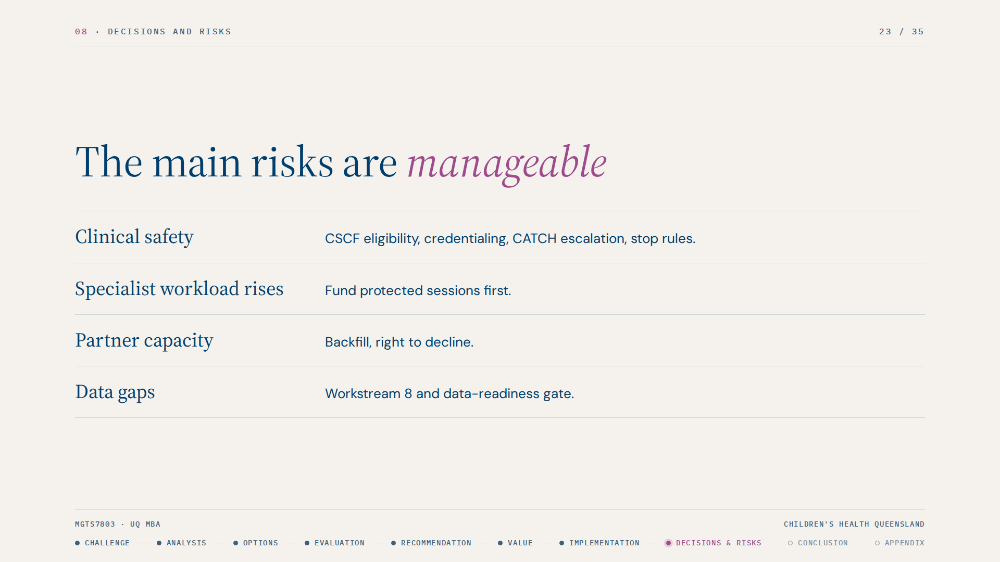 08 · DECISIONS AND RISKS
23 / 35
The main risks are manageable
Clinical safety
CSCF eligibility, credentialing, CATCH escalation, stop rules.
Specialist workload rises
Fund protected sessions first.
Partner capacity
Backfill, right to decline.
Data gaps
Workstream 8 and data-readiness gate.
MGTS7803 · UQ MBA
CHILDREN'S HEALTH QUEENSLAND
CHALLENGE ANALYSIS OPTIONS EVALUATION RECOMMENDATION VALUE IMPLEMENTATION DECISIONS & RISKS CONCLUSION APPENDIX